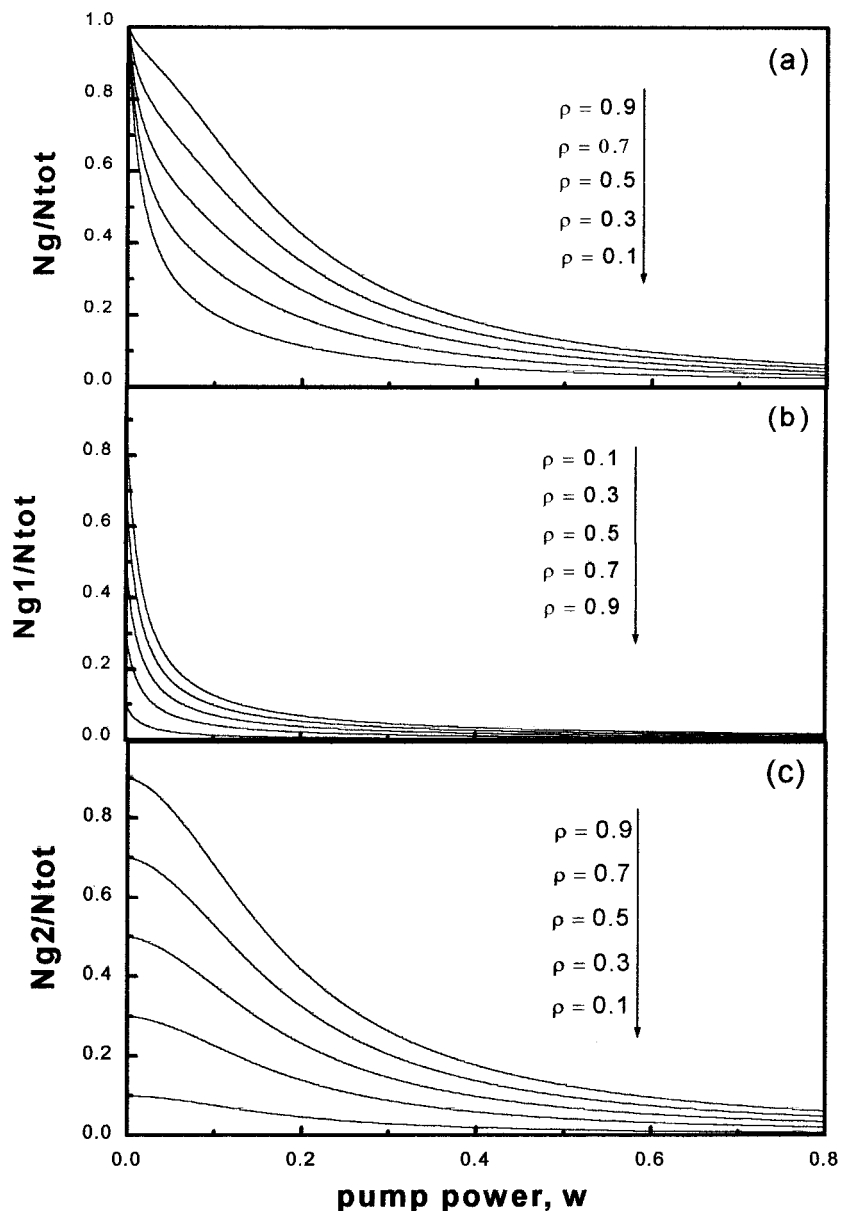 (a)
1.0
0.8
0.6
0.4
0.2
0.0
Ng/Ntot
ρ = 0.9
ρ = 0.7
ρ = 0.5
ρ = 0.3
ρ = 0.1
(b)
0.8
0.6
0.4
0.2
0.0
Ng1/Ntot
ρ = 0.1
ρ = 0.3
ρ = 0.5
ρ = 0.7
ρ = 0.9
(c)
0.8
0.6
0.4
0.2
0.0
Ng2/Ntot
ρ = 0.9
ρ = 0.7
ρ = 0.5
ρ = 0.3
ρ = 0.1
0.0 0.2 0.4 0.6 0.8
pump power, w